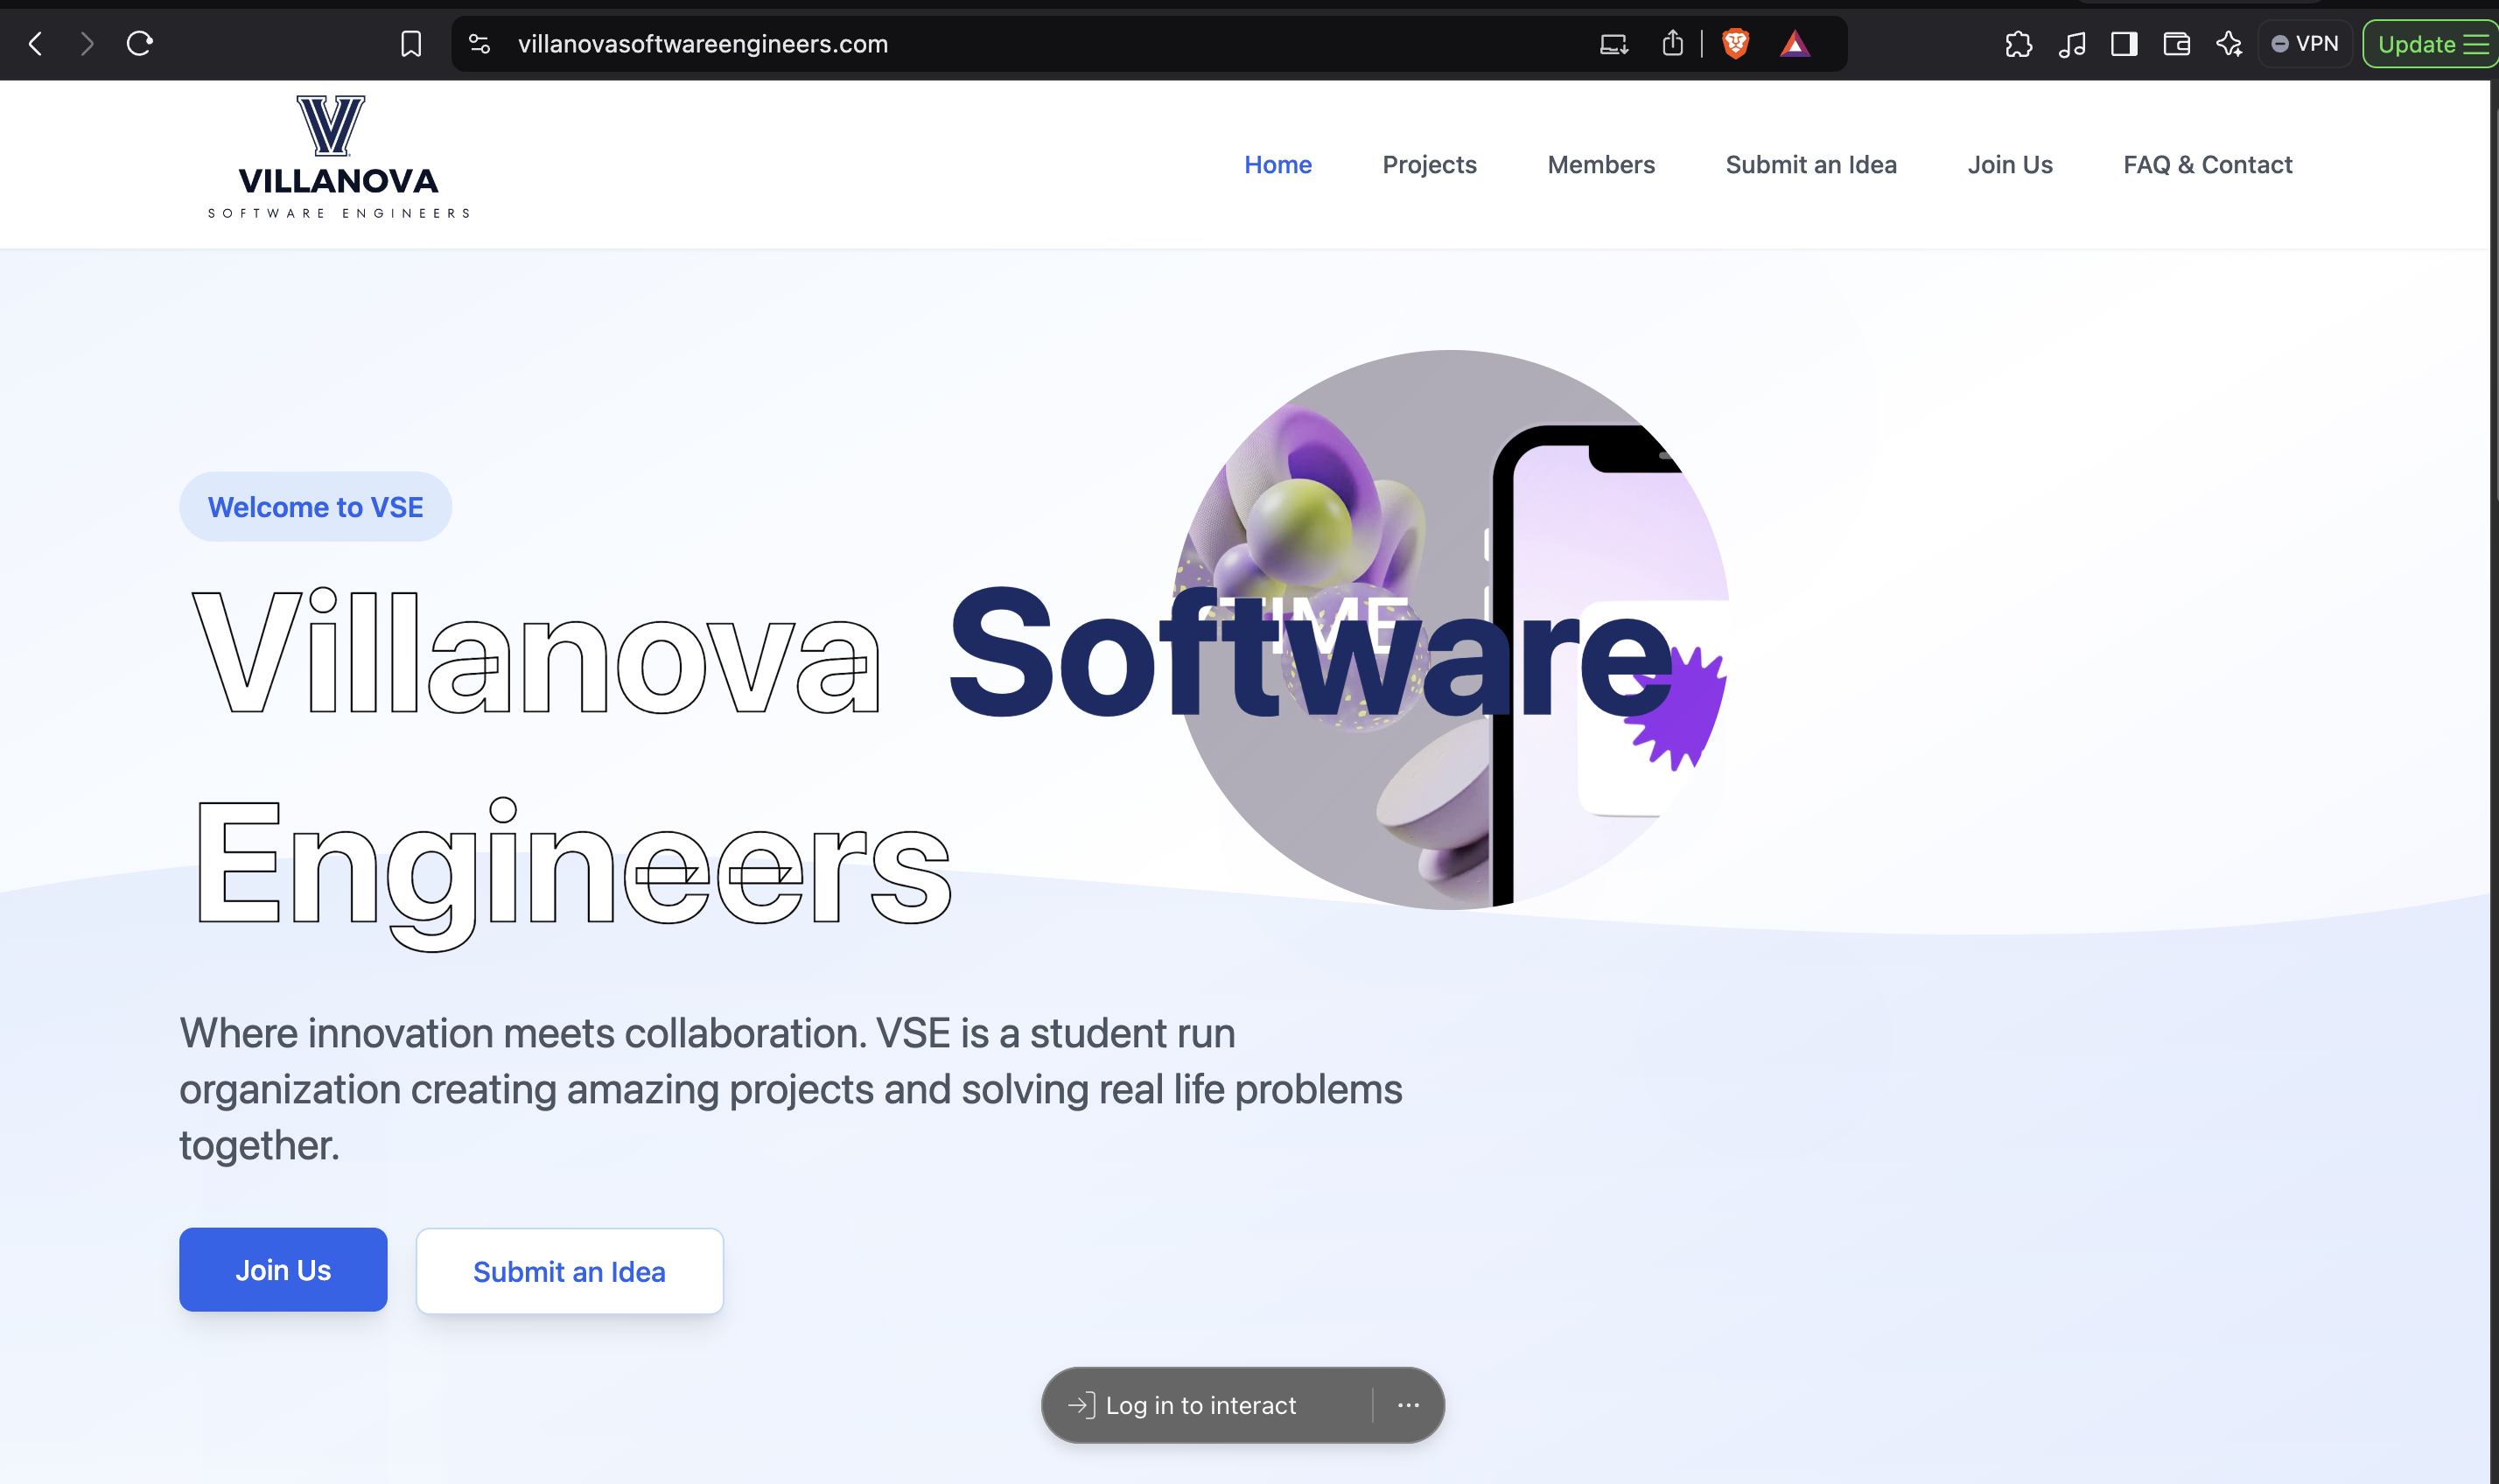 villanovasoftwareengineers.com
VPN
Update
V
VILLANOVA
SOFTWARE ENGINEERS
Home
Projects
Members
Submit an Idea
Join Us
FAQ & Contact
Welcome to VSE
TIME
Villanova Software
Engineers
Where innovation meets collaboration. VSE is a student run
organization creating amazing projects and solving real life problems
together.
Join Us
Submit an Idea
Log in to interact